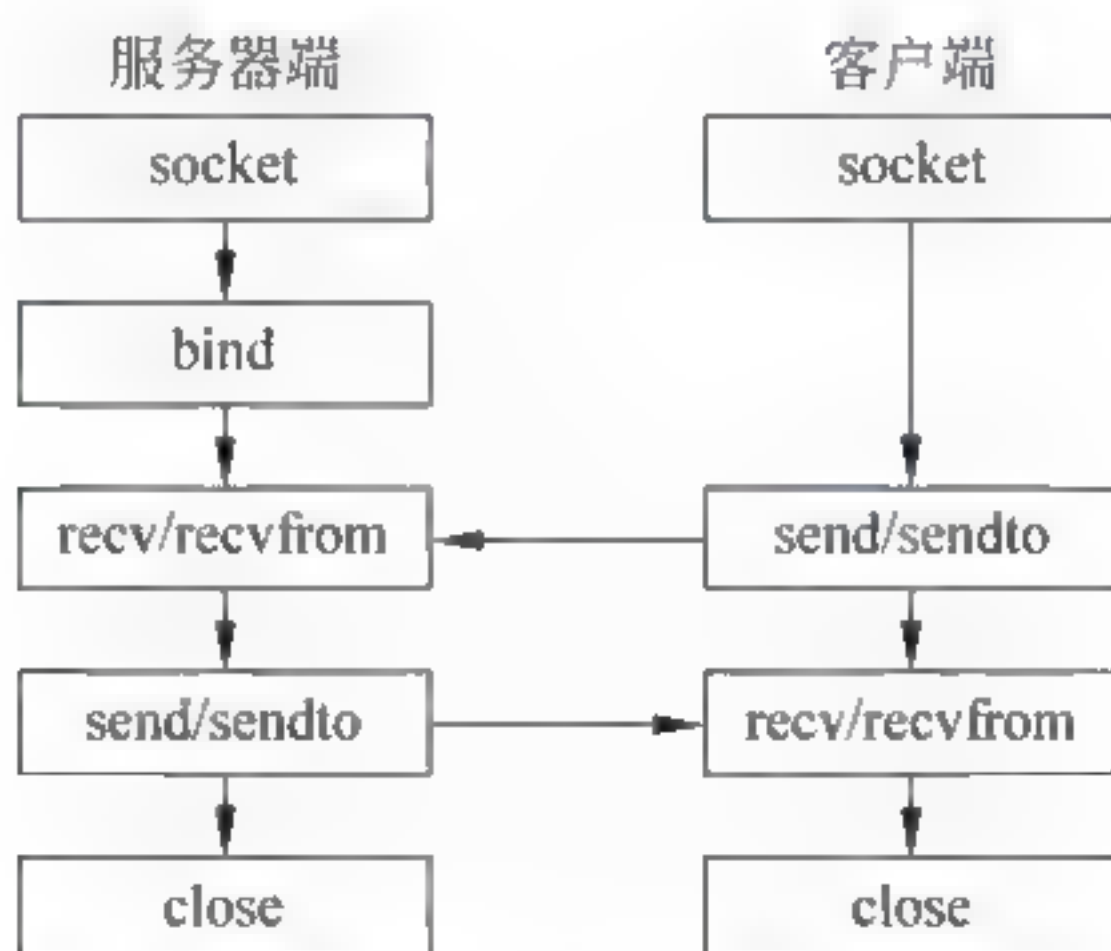 服务器端
客户端
socket
socket
bind
recv/recvfrom
send/sendto
send/sendto
recv/recvfrom
close
close